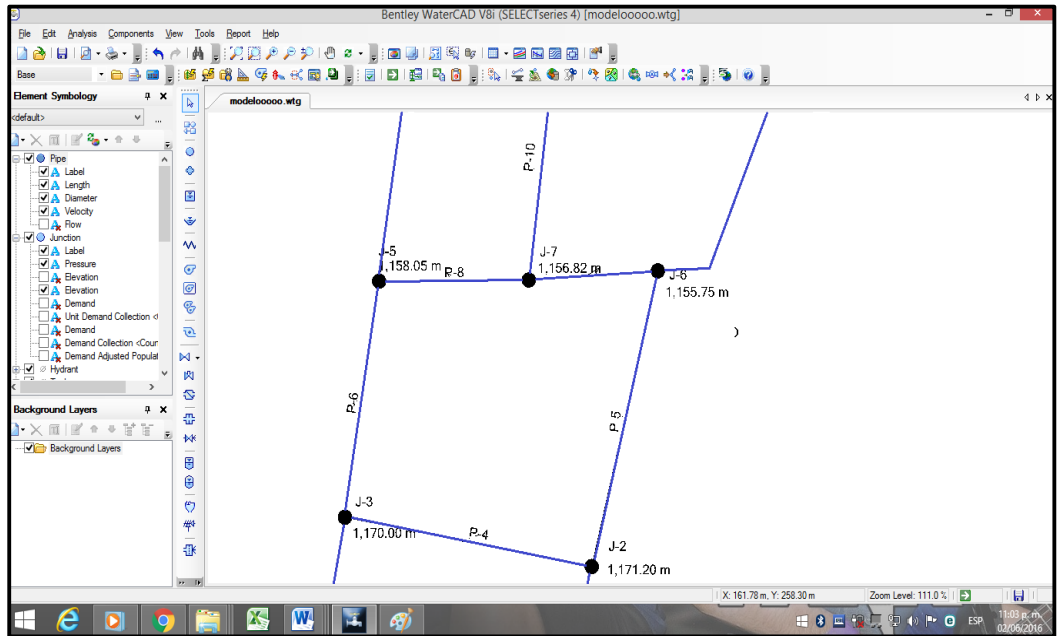 Bentley WaterCAD V8i (SELECTseries 4) [modelooooo.wtg]
File Edit Analysis Components View Tools Report Help
Base
Element Symbology
<default>
Pipe
Label
Length
Diameter
Velocity
Flow
Junction
Label
Pressure
Elevation
Elevation
Demand
Unit Demand Collection <
Demand
Demand Collection <Coun
Demand Adjusted Populat
Hydrant
Background Layers
Background Layers
modelooooo.wtg
P-10
J-5
1,158.05 m
P-8
J-7
1,156.82 m
J-6
1,155.75 m
P-6
P-5
J-3
1,170.00 m
P-4
J-2
1,171.20 m
X: 161.78 m, Y: 258.30 m
Zoom Level: 111.0 %
ESP
11:03 p. m.
02/06/2016